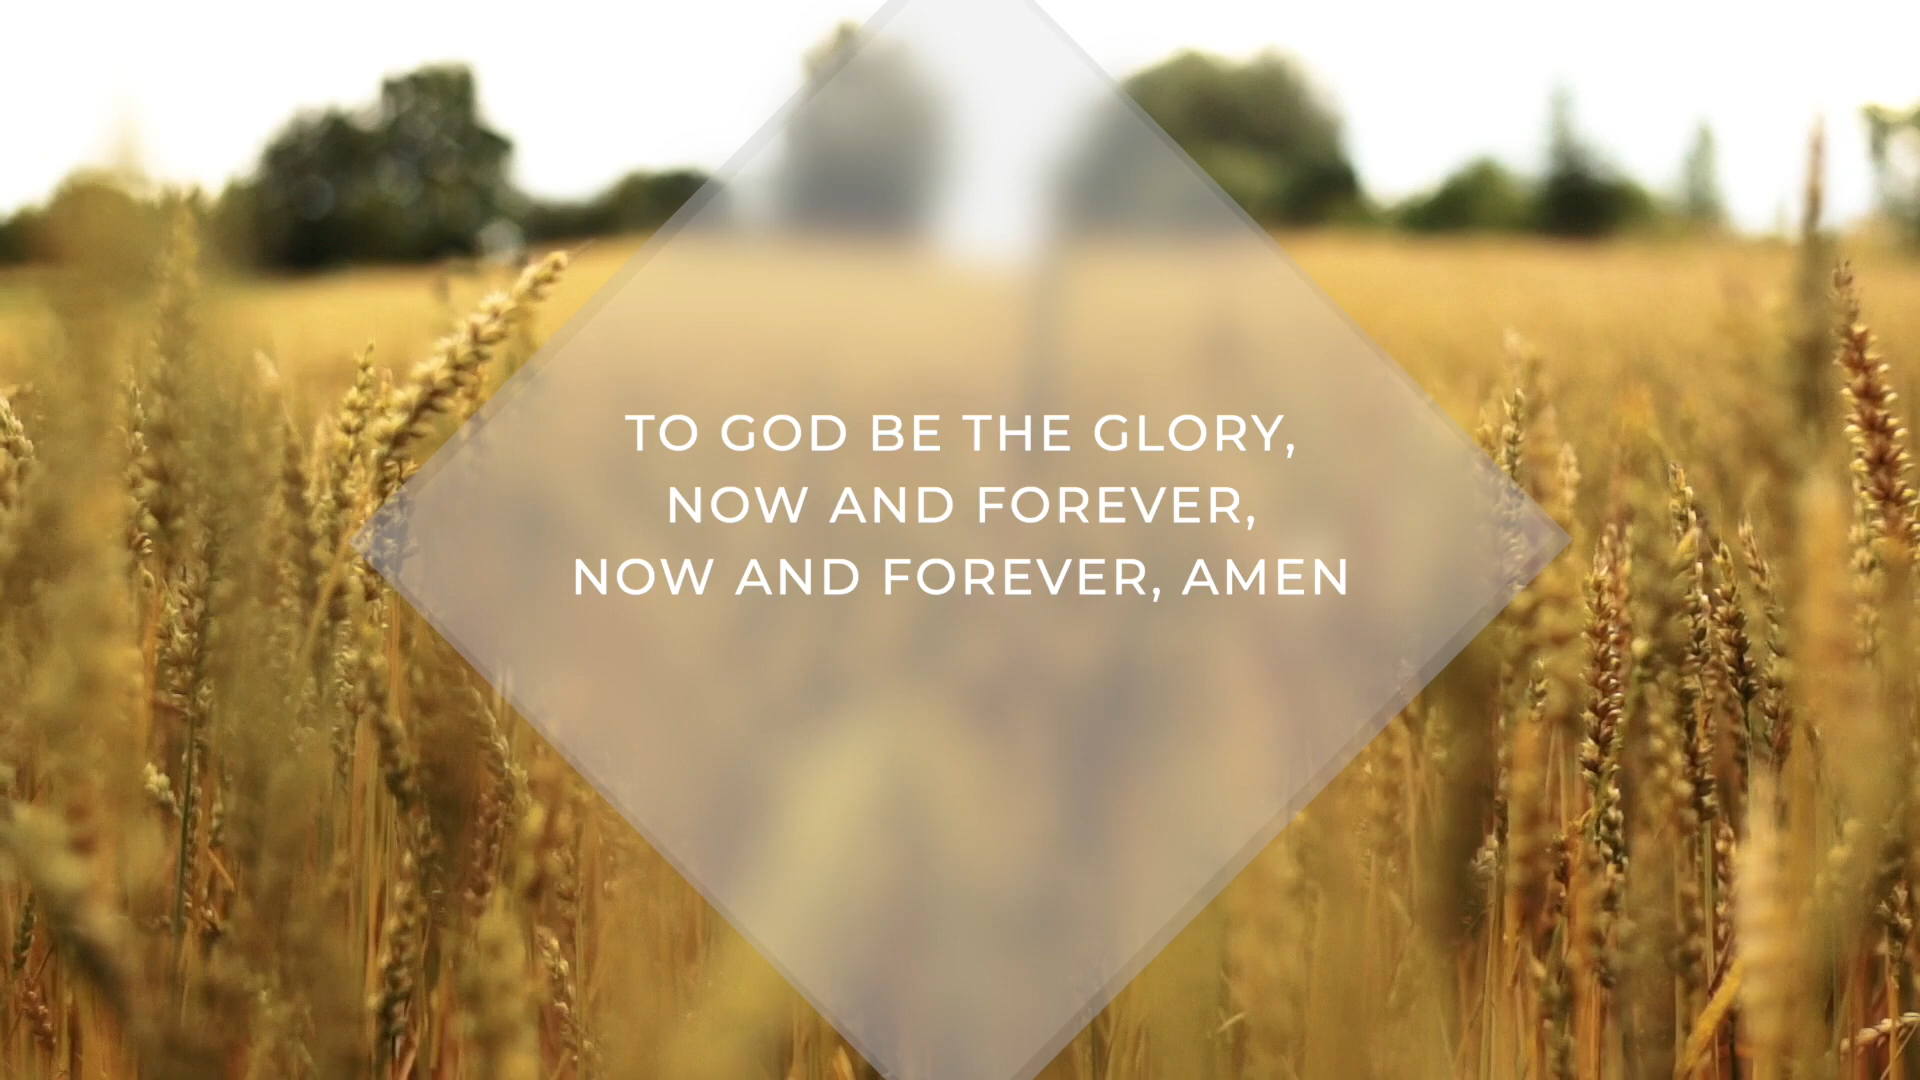 TO GOD BE THE GLORY,
NOW AND FOREVER,
NOW AND FOREVER, AMEN